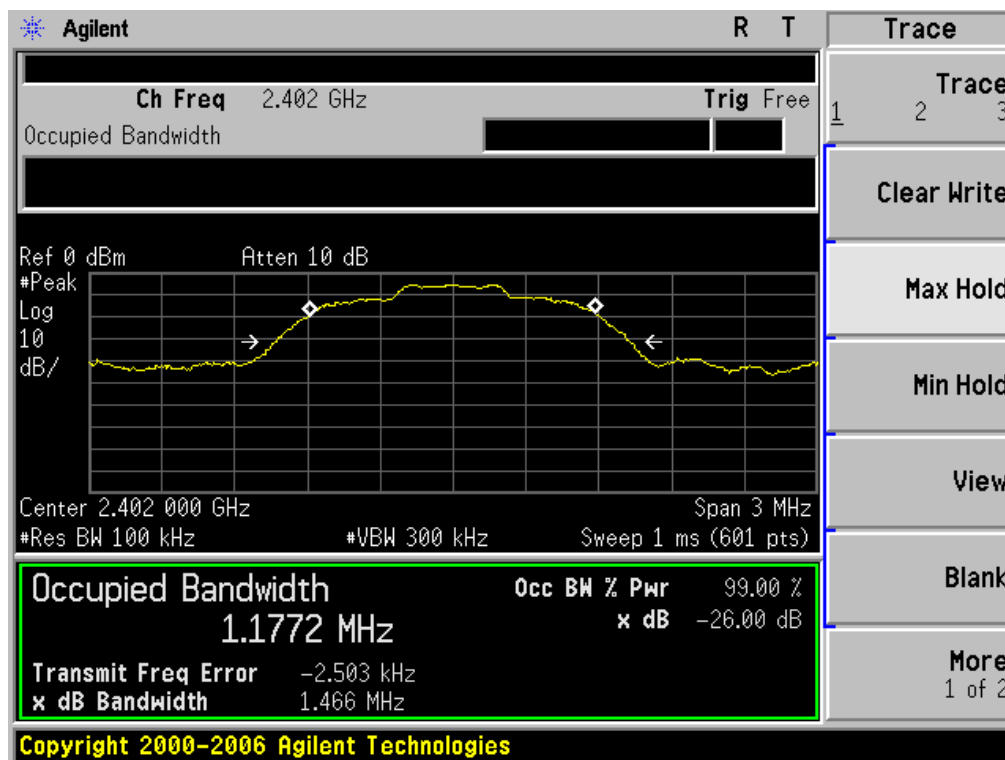 Agilent R T Trace
Ch Freq 2.402 GHz Trig Free
Occupied Bandwidth
Trace
1 2 3
Clear Write
Max Hold
Min Hold
View
Blank
More
1 of 2
Ref 0 dBm Atten 10 dB
#Peak
Log
10
dB/
Center 2.402 000 GHz Span 3 MHz
#Res BW 100 kHz #VBW 300 kHz Sweep 1 ms (601 pts)
Occupied Bandwidth Occ BW % Pwr 99.00 %
1.1772 MHz x dB -26.00 dB
Transmit Freq Error -2.503 kHz
x dB Bandwidth 1.466 MHz
Copyright 2000-2006 Agilent Technologies